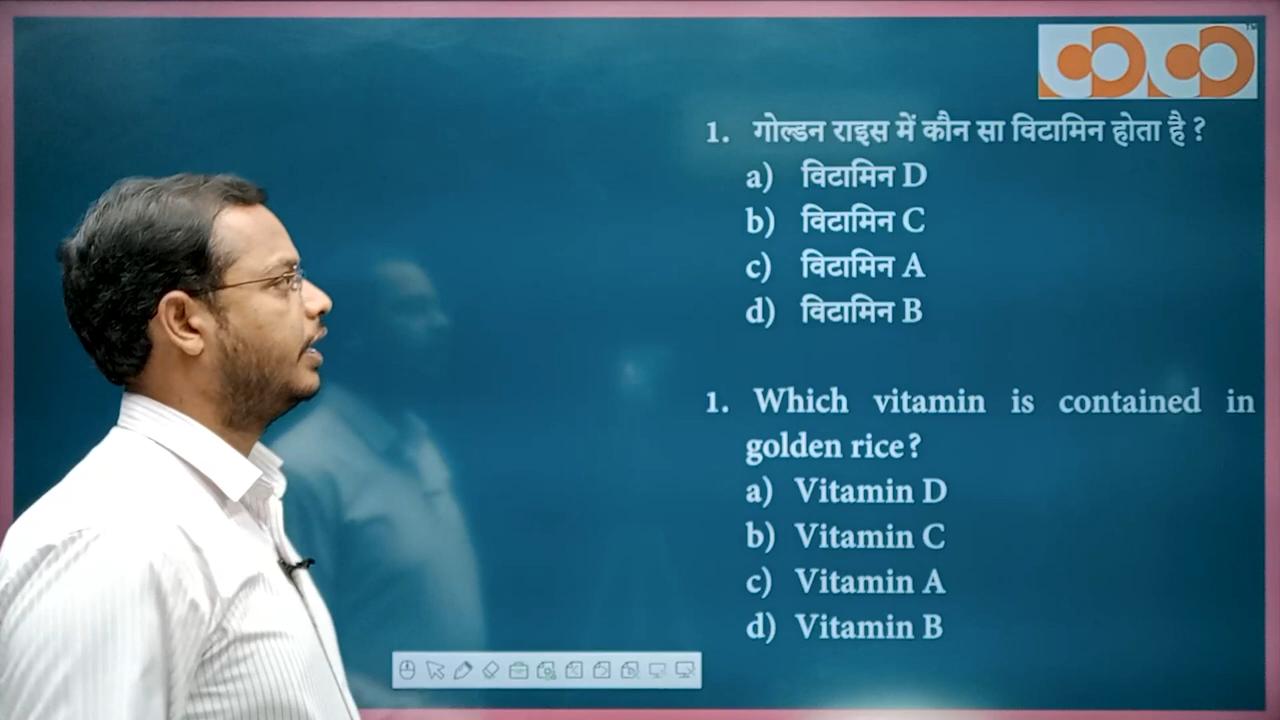 1. गोल्डन राइस में कौन सा विटामिन होता है ?
a) विटामिन D
b) विटामिन C
c) विटामिन A
d) विटामिन B
1. Which vitamin is contained in
golden rice?
a) Vitamin D
b) Vitamin C
c) Vitamin A
d) Vitamin B